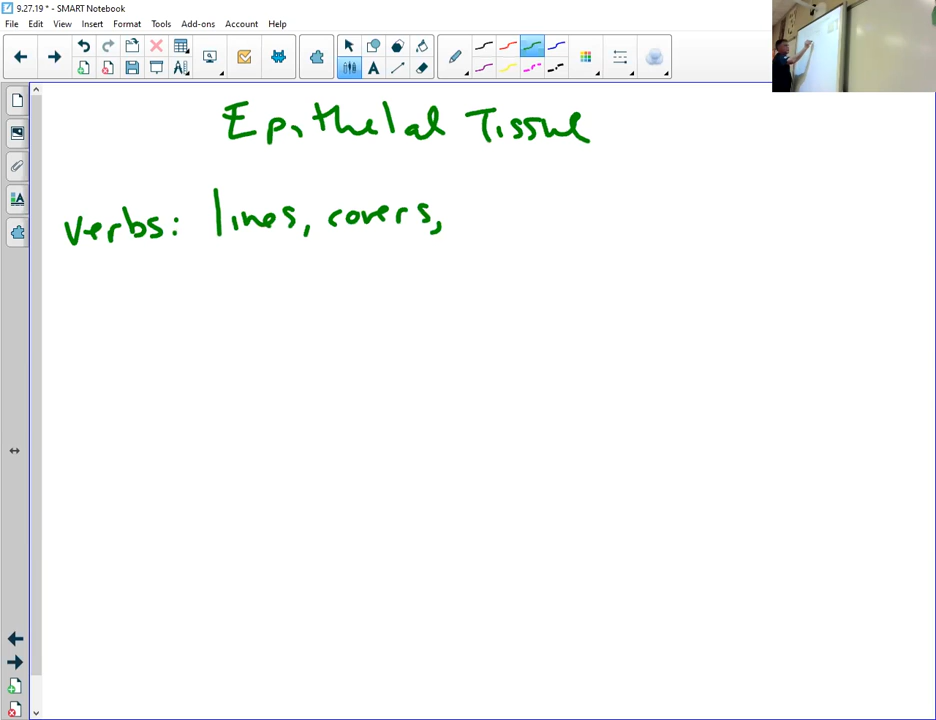 9.27.19 * - SMART Notebook
File Edit View Insert Format Tools Add-ons Account Help
Epithelal Tissue
verbs: lines, covers,